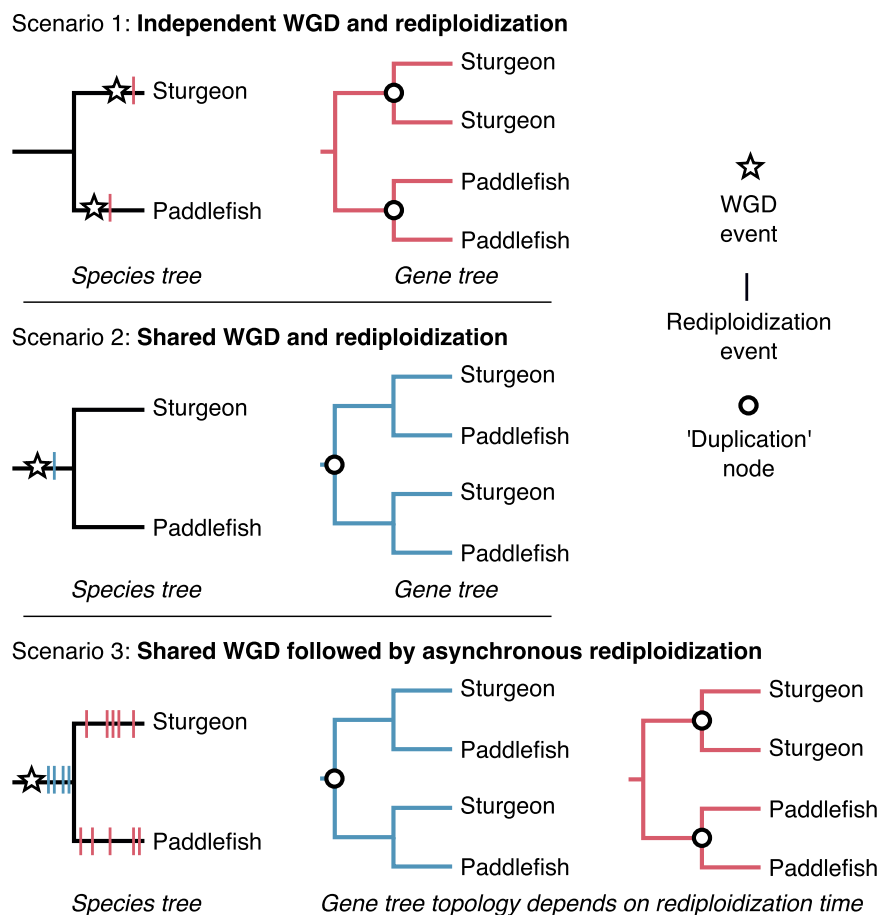 Scenario 1: Independent WGD and rediploidization
Sturgeon
Paddlefish
Species tree
Sturgeon
Sturgeon
Paddlefish
Paddlefish
Gene tree
WGD
event
Rediploidization
event
'Duplication'
node
Scenario 2: Shared WGD and rediploidization
Sturgeon
Paddlefish
Species tree
Sturgeon
Paddlefish
Sturgeon
Paddlefish
Gene tree
Scenario 3: Shared WGD followed by asynchronous rediploidization
Sturgeon
Paddlefish
Species tree
Sturgeon
Paddlefish
Sturgeon
Paddlefish
Sturgeon
Sturgeon
Paddlefish
Paddlefish
Gene tree topology depends on rediploidization time